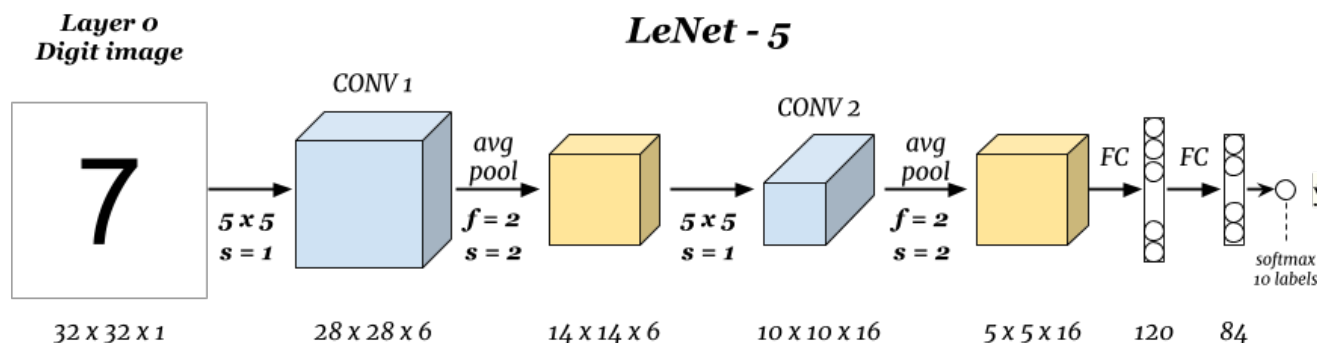 Layer 0
Digit image
LeNet - 5
7
CONV 1
CONV 2
avg
pool
avg
pool
FC
FC
5 x 5
s = 1
f = 2
s = 2
5 x 5
s = 1
f = 2
s = 2
softmax
10 labels
32 x 32 x 1
28 x 28 x 6
14 x 14 x 6
10 x 10 x 16
5 x 5 x 16
120
84